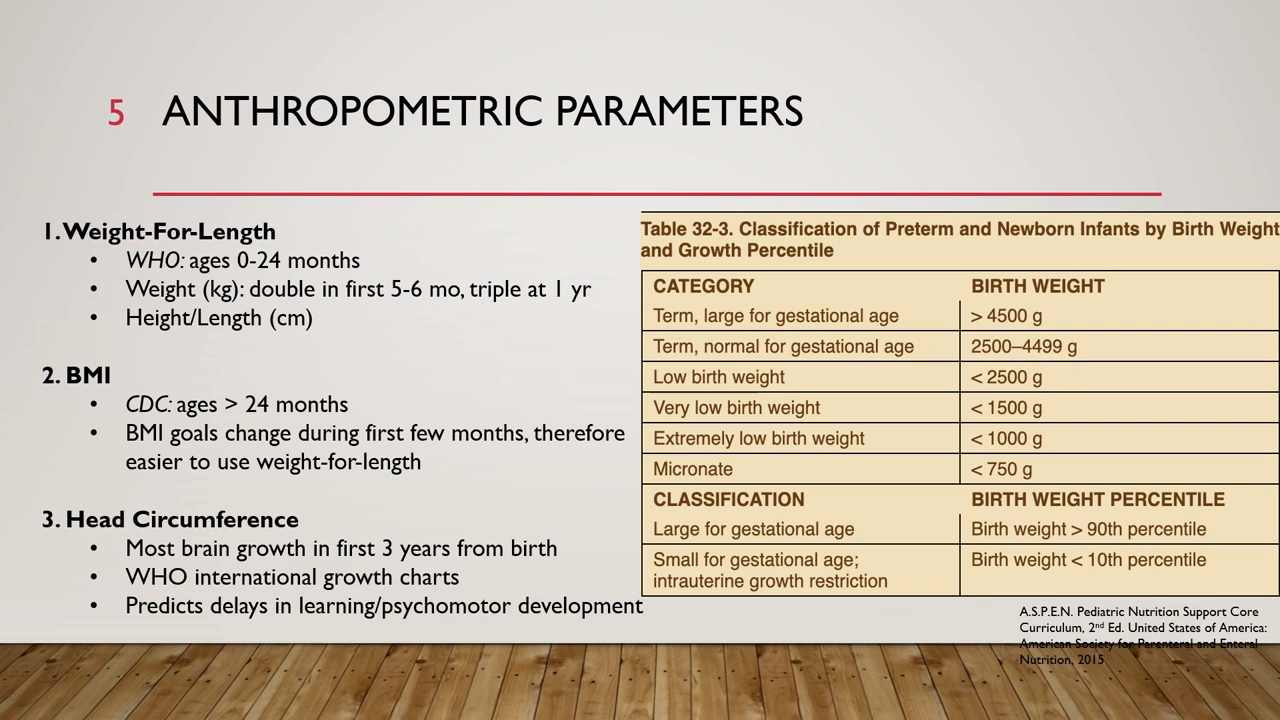 5 ANTHROPOMETRIC PARAMETERS
1. Weight-For-Length
• WHO: ages 0-24 months
• Weight (kg): double in first 5-6 mo, triple at 1 yr
• Height/Length (cm)
2. BMI
• CDC: ages > 24 months
• BMI goals change during first few months, therefore
easier to use weight-for-length
3. Head Circumference
• Most brain growth in first 3 years from birth
• WHO international growth charts
• Predicts delays in learning/psychomotor development
Table 32-3. Classification of Preterm and Newborn Infants by Birth Weight
and Growth Percentile
CATEGORY BIRTH WEIGHT
Term, large for gestational age > 4500 g
Term, normal for gestational age 2500–4499 g
Low birth weight < 2500 g
Very low birth weight < 1500 g
Extremely low birth weight < 1000 g
Micronate < 750 g
CLASSIFICATION BIRTH WEIGHT PERCENTILE
Large for gestational age Birth weight > 90th percentile
Small for gestational age; Birth weight < 10th percentile
intrauterine growth restriction
A.S.P.E.N. Pediatric Nutrition Support Core
Curriculum, 2nd Ed. United States of America:
American Society for Parenteral and Enteral
Nutrition, 2015